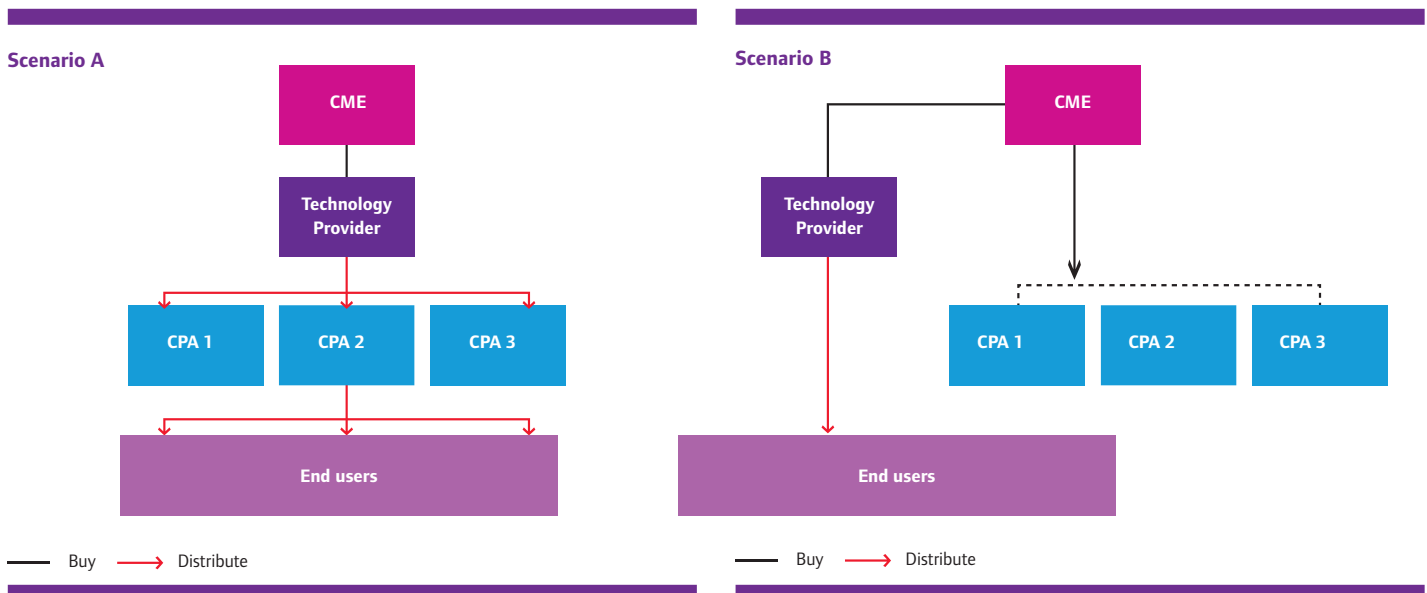 Scenario A
CME
Technology
Provider
CPA 1
CPA 2
CPA 3
End users
Buy
Distribute
Scenario B
CME
Technology
Provider
CPA 1
CPA 2
CPA 3
End users
Buy
Distribute